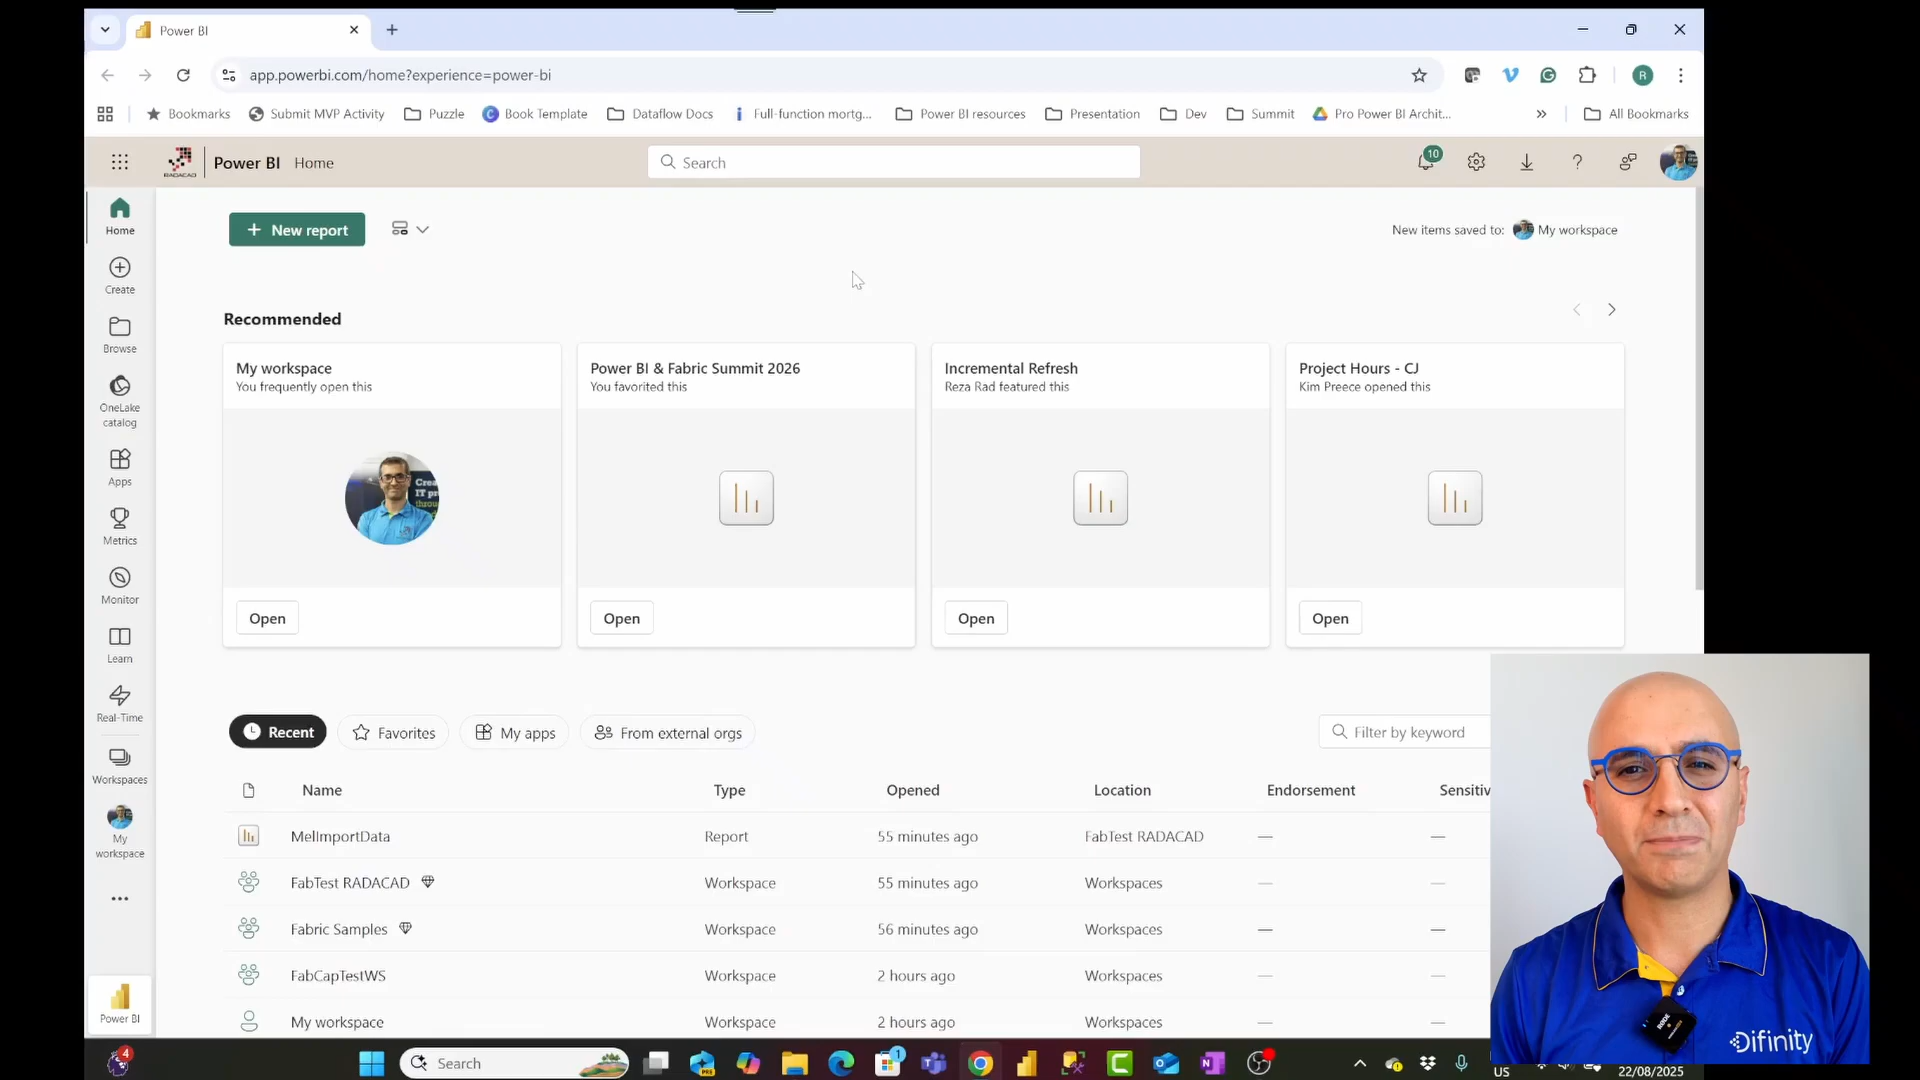 Power BI
app.powerbi.com/home?experience=power-bi
Bookmarks Submit MVP Activity Puzzle Book Template Dataflow Docs Full-function mortg... Power BI resources Presentation Dev Summit Pro Power BI Archit... » All Bookmarks
RADACAD Power BI Home Search 10
Home
Create
Browse
OneLake
catalog
Apps
Metrics
Monitor
Learn
Real-Time
Workspaces
My
workspace
Power BI
+ New report
New items saved to: My workspace
Recommended
My workspace
You frequently open this
Open
Power BI & Fabric Summit 2026
You favorited this
Open
Incremental Refresh
Reza Rad featured this
Open
Project Hours - CJ
Kim Preece opened this
Open
Recent Favorites My apps From external orgs Filter by keyword
Name Type Opened Location Endorsement Sensitiv
MelImportData Report 55 minutes ago FabTest RADACAD — —
FabTest RADACAD Workspace 55 minutes ago Workspaces — —
Fabric Samples Workspace 56 minutes ago Workspaces — —
FabCapTestWS Workspace 2 hours ago Workspaces — —
My workspace Workspace 2 hours ago Workspaces — —
RØDE
Difinity
4 Search PRE 1 US
22/08/2025